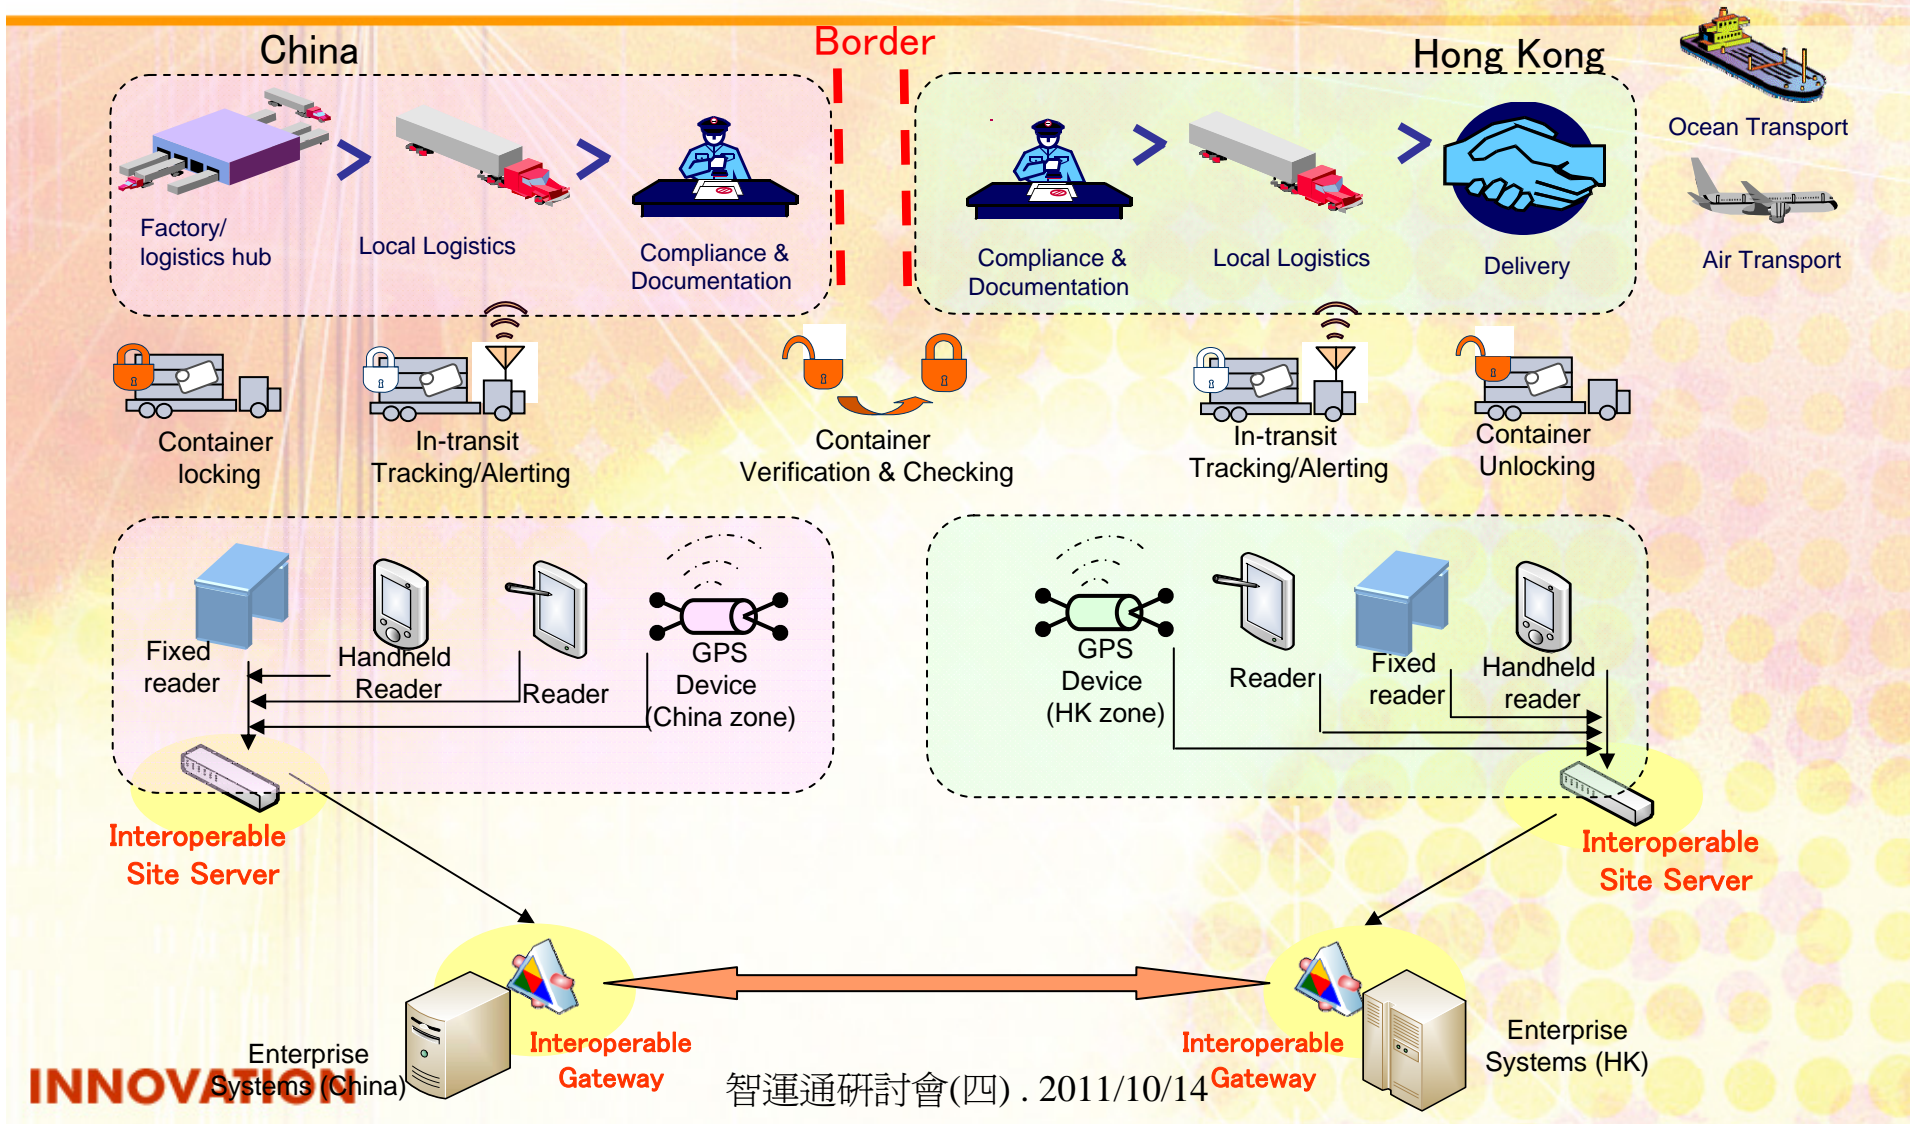 China
Border
Hong Kong
Factory/
logistics hub
Local Logistics
Compliance &
Documentation
Compliance &
Documentation
Local Logistics
Delivery
Ocean Transport
Air Transport
Container
locking
In-transit
Tracking/Alerting
Container
Verification & Checking
In-transit
Tracking/Alerting
Container
Unlocking
Fixed
reader
Handheld
Reader
Reader
GPS
Device
(China zone)
GPS
Device
(HK zone)
Reader
Fixed
reader
Handheld
reader
Interoperable
Site Server
Interoperable
Site Server
Enterprise
Systems (China)
Interoperable
Gateway
Interoperable
Gateway
Enterprise
Systems (HK)
INNOVATION
智運通研討會(四) . 2011/10/14